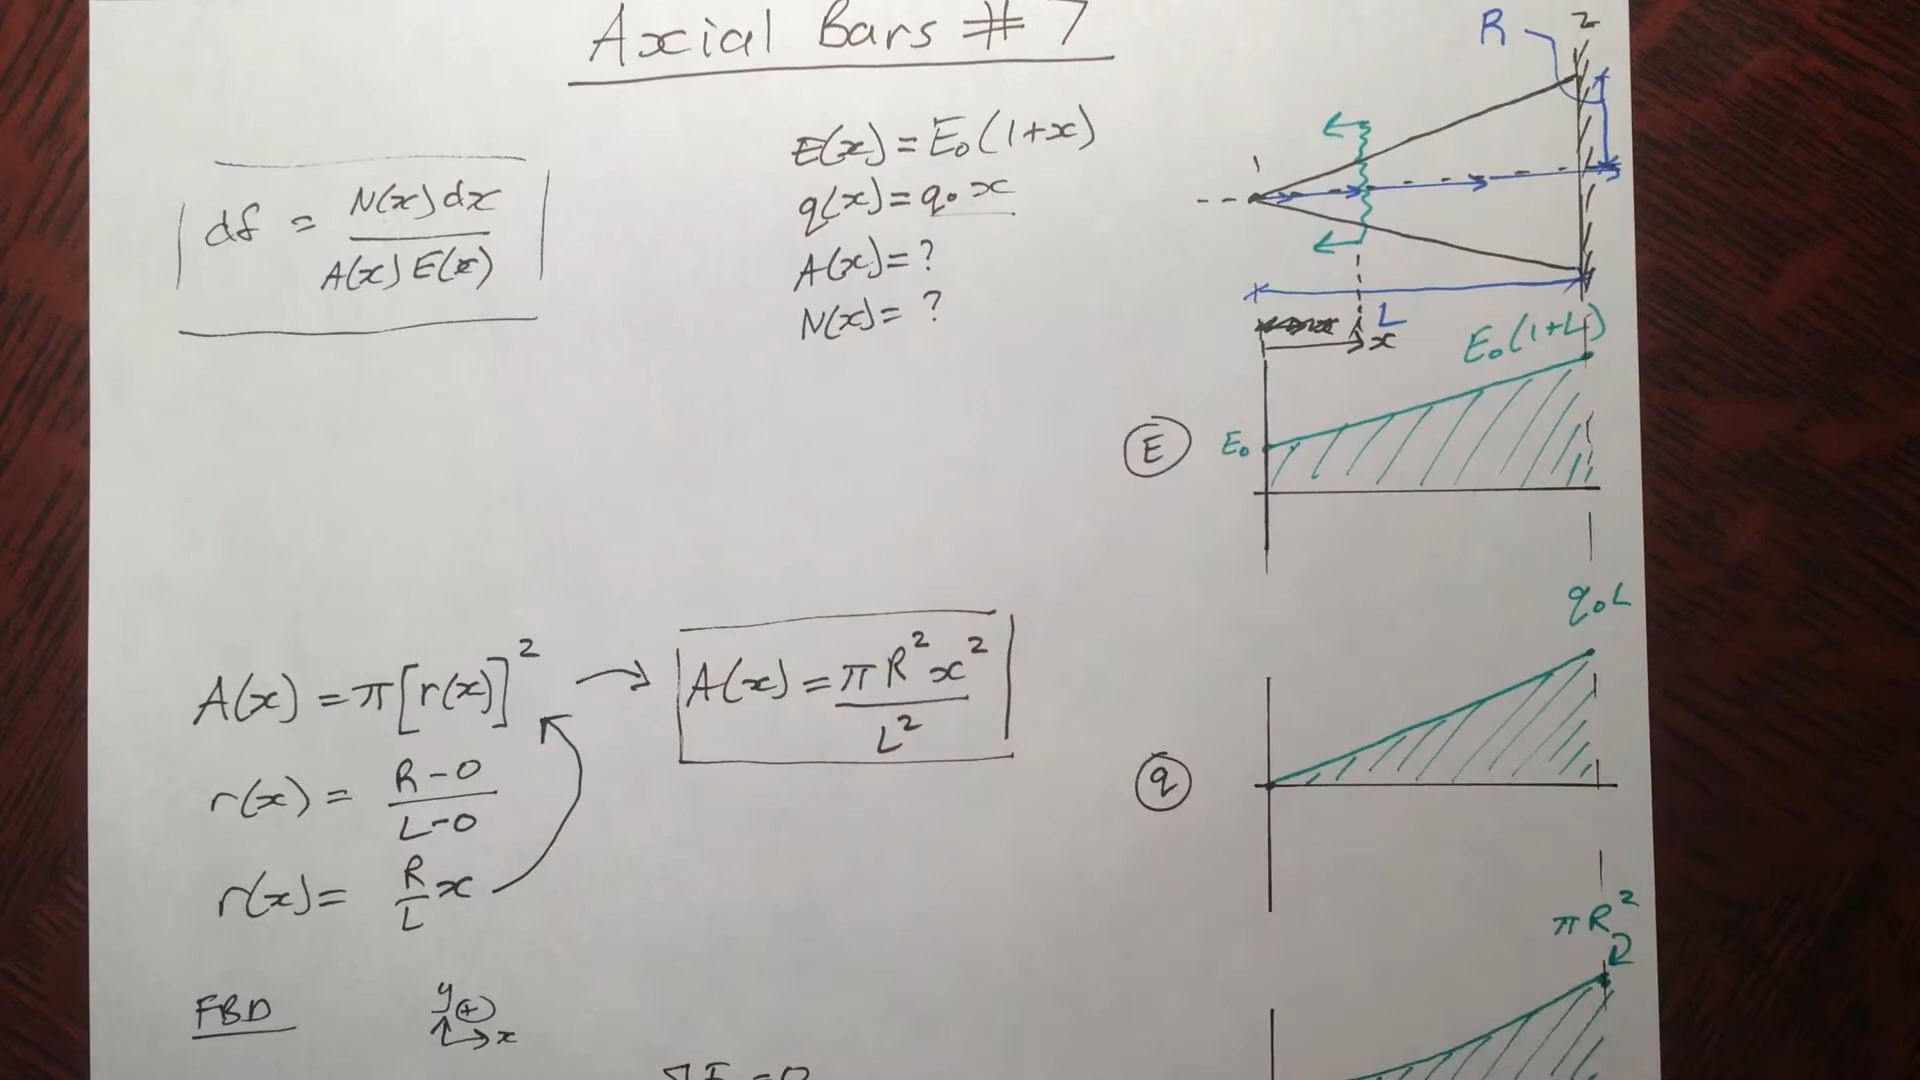 Axial Bars # 7
df = N(x) dx / A(x) E(x)
E(x) = E₀(1+x)
q(x) = q₀ x
A(x) = ?
N(x) = ?
R
2
1
L
x
E₀(1+L)
E
E₀
q₀L
q
A(x) = π[r(x)]² → A(x) = πR²x² / L²
r(x) = R-0 / L-0
r(x) = R/L x
πR²
FBD
y + x